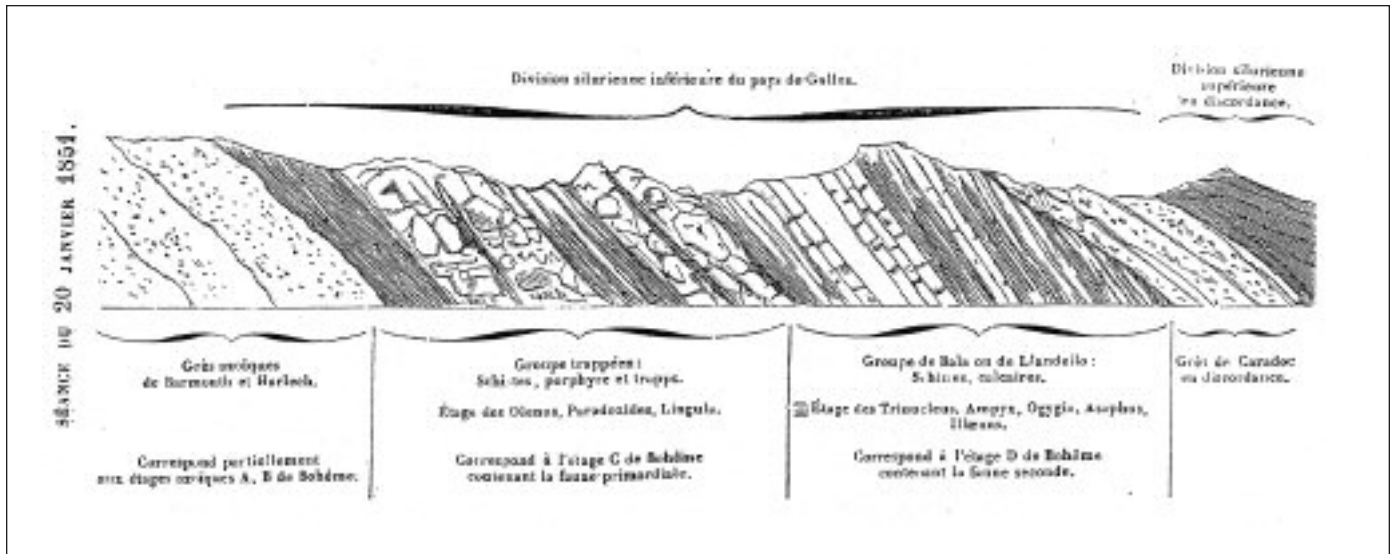 SÉANCE DU 20 JANVIER 1851.
Division silurienne inférieure du pays de Galles.
Division silurienne
supérieure
en discordance.
Grès azoïques
de Barmouth et Harlech.
Correspond partiellement
aux étages azoïques A, B de Bohême.
Groupe trappéen :
Schistes, porphyre et trapps.
Étage des Olenus, Paradoxides, Lingula.
Correspond à l'étage C de Bohême
contenant la faune primordiale.
Groupe de Bala ou de Llandeilo :
Schistes, calcaires.
Étage des Trinucleus, Ampyx, Ogygia, Asaphus,
Illænus.
Correspond à l'étage D de Bohême
contenant la faune seconde.
Grès de Caradoc
en discordance.